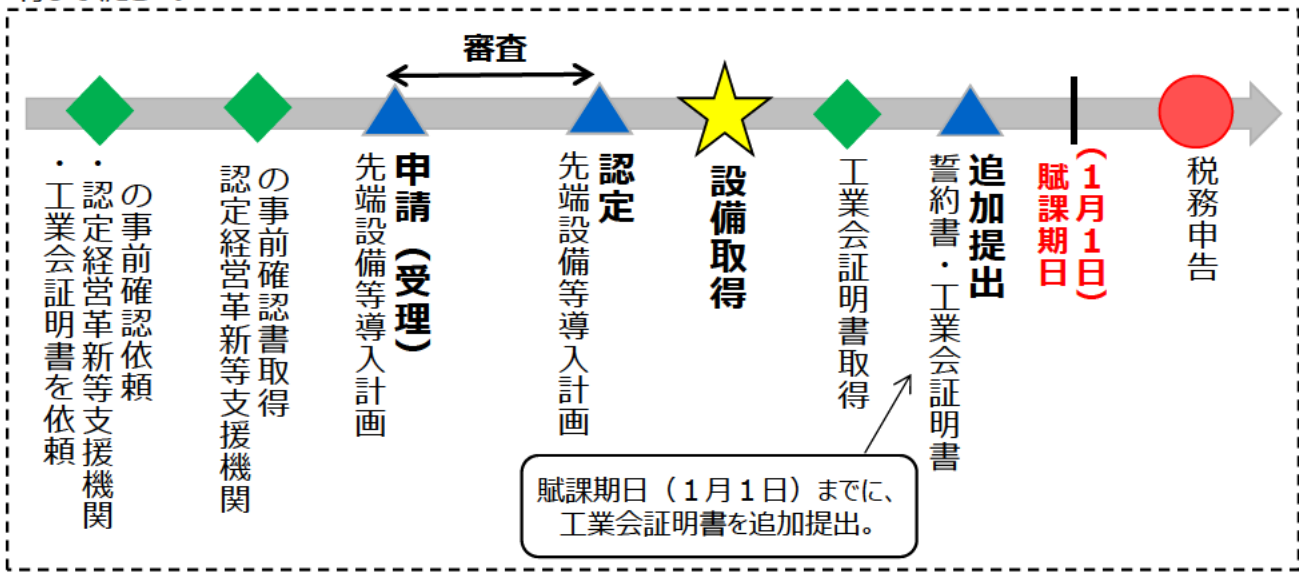 審査
・工業会証明書を依頼
・認定経営革新等支援機関
の事前確認依頼
認定経営革新等支援機関
の事前確認書取得
申請（受理）
先端設備等導入計画
認定
先端設備等導入計画
設備取得
工業会証明書取得
追加提出
誓約書・工業会証明書
（１月１日）
賦課期日
税務申告
賦課期日（１月１日）までに、
工業会証明書を追加提出。